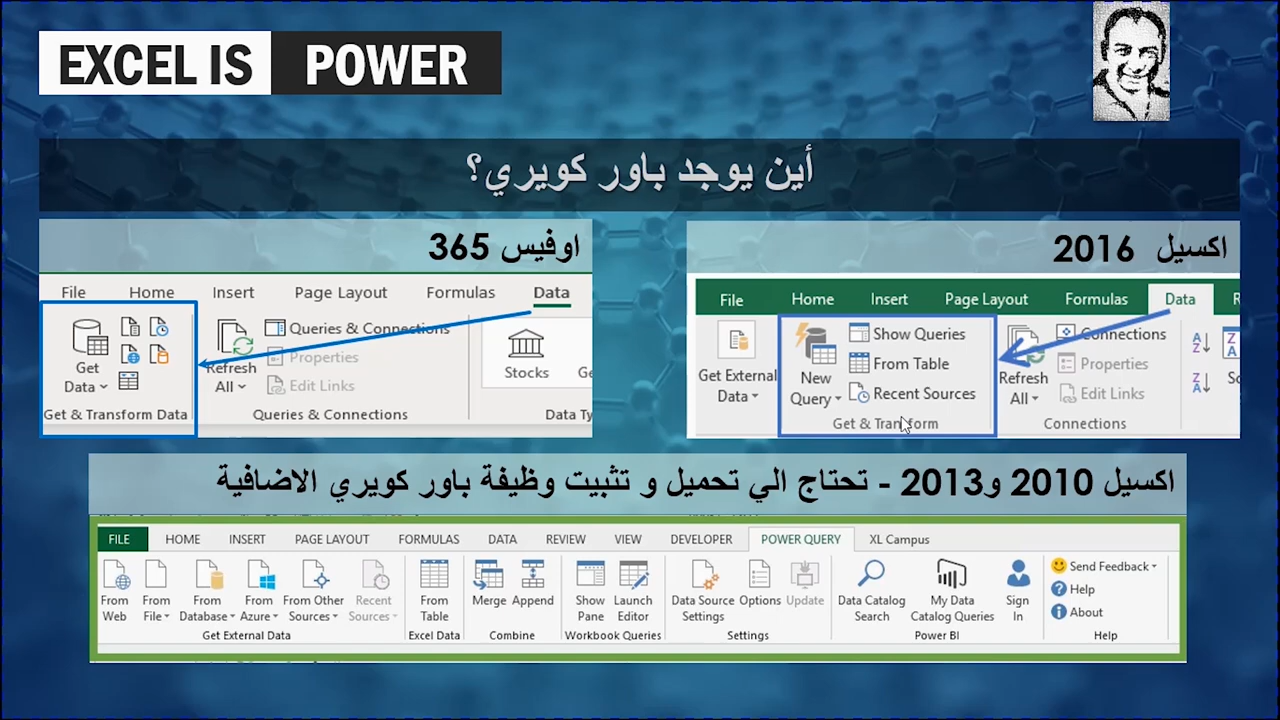 EXCEL IS POWER
أين يوجد باور كويري؟
اكسيل 2016
File Home Insert Page Layout Formulas Data
Get External Data
New Query
Show Queries
From Table
Recent Sources
Get & Transform
Refresh All
Connections
Properties
Edit Links
Connections
اوفيس 365
File Home Insert Page Layout Formulas Data
Get Data
Get & Transform Data
Refresh All
Queries & Connections
Properties
Edit Links
Queries & Connections
Stocks
Data Ty
اكسيل 2010 و2013 - تحتاج الي تحميل و تثبيت وظيفة باور كويري الاضافية
FILE HOME INSERT PAGE LAYOUT FORMULAS DATA REVIEW VIEW DEVELOPER POWER QUERY XL Campus
From Web
From File
From Database
From Azure
From Other Sources
Recent Sources
Get External Data
From Table
Excel Data
Merge
Append
Combine
Show Pane
Launch Editor
Workbook Queries
Data Source Settings
Options
Update
Settings
Data Catalog Search
My Data Catalog Queries
Sign In
Power BI
Send Feedback
Help
About
Help